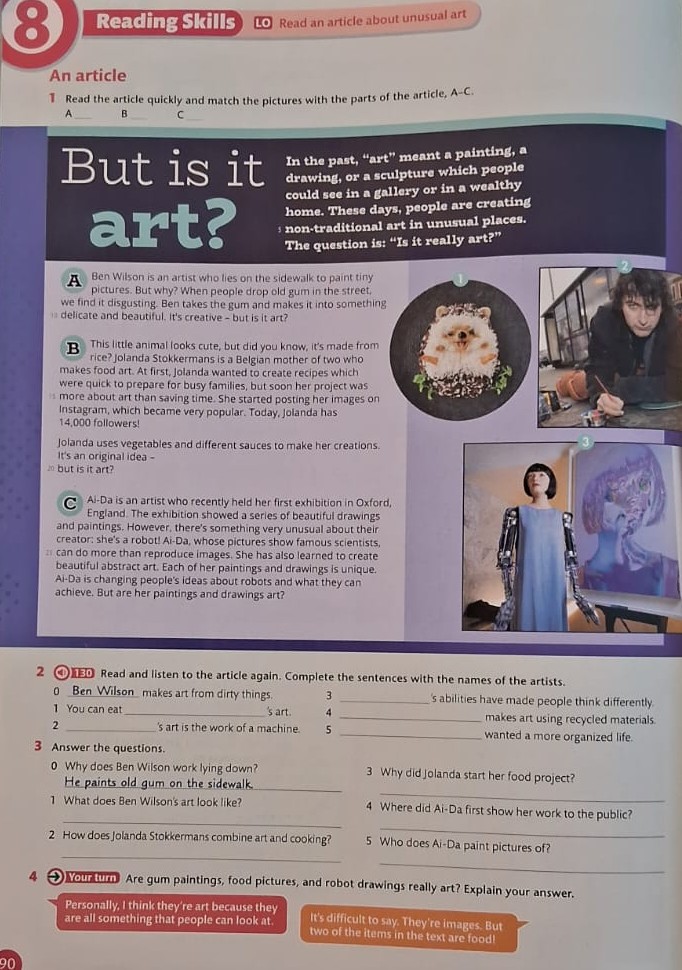 8 Reading Skills LO Read an article about unusual art
An article
1 Read the article quickly and match the pictures with the parts of the article, A–C.
A ___ B ___ C ___
But is it
art?
In the past, “art” meant a painting, a
drawing, or a sculpture which people
could see in a gallery or in a wealthy
home. These days, people are creating
5 non-traditional art in unusual places.
The question is: “Is it really art?”
A Ben Wilson is an artist who lies on the sidewalk to paint tiny
pictures. But why? When people drop old gum in the street,
we find it disgusting. Ben takes the gum and makes it into something
10 delicate and beautiful. It's creative – but is it art?
B This little animal looks cute, but did you know, it's made from
rice? Jolanda Stokkermans is a Belgian mother of two who
makes food art. At first, Jolanda wanted to create recipes which
were quick to prepare for busy families, but soon her project was
15 more about art than saving time. She started posting her images on
Instagram, which became very popular. Today, Jolanda has
14,000 followers!
Jolanda uses vegetables and different sauces to make her creations.
It's an original idea –
20 but is it art?
C Ai-Da is an artist who recently held her first exhibition in Oxford,
England. The exhibition showed a series of beautiful drawings
and paintings. However, there's something very unusual about their
creator: she's a robot! Ai-Da, whose pictures show famous scientists,
25 can do more than reproduce images. She has also learned to create
beautiful abstract art. Each of her paintings and drawings is unique.
Ai-Da is changing people's ideas about robots and what they can
achieve. But are her paintings and drawings art?
1
2
3
2 130 Read and listen to the article again. Complete the sentences with the names of the artists.
0 Ben Wilson makes art from dirty things.
1 You can eat ___'s art.
2 ___'s art is the work of a machine.
3 ___'s abilities have made people think differently.
4 ___ makes art using recycled materials.
5 ___ wanted a more organized life.
3 Answer the questions.
0 Why does Ben Wilson work lying down?
He paints old gum on the sidewalk.
1 What does Ben Wilson's art look like?
2 How does Jolanda Stokkermans combine art and cooking?
3 Why did Jolanda start her food project?
4 Where did Ai-Da first show her work to the public?
5 Who does Ai-Da paint pictures of?
4 Your turn Are gum paintings, food pictures, and robot drawings really art? Explain your answer.
Personally, I think they're art because they
are all something that people can look at.
It's difficult to say. They're images. But
two of the items in the text are food!
90